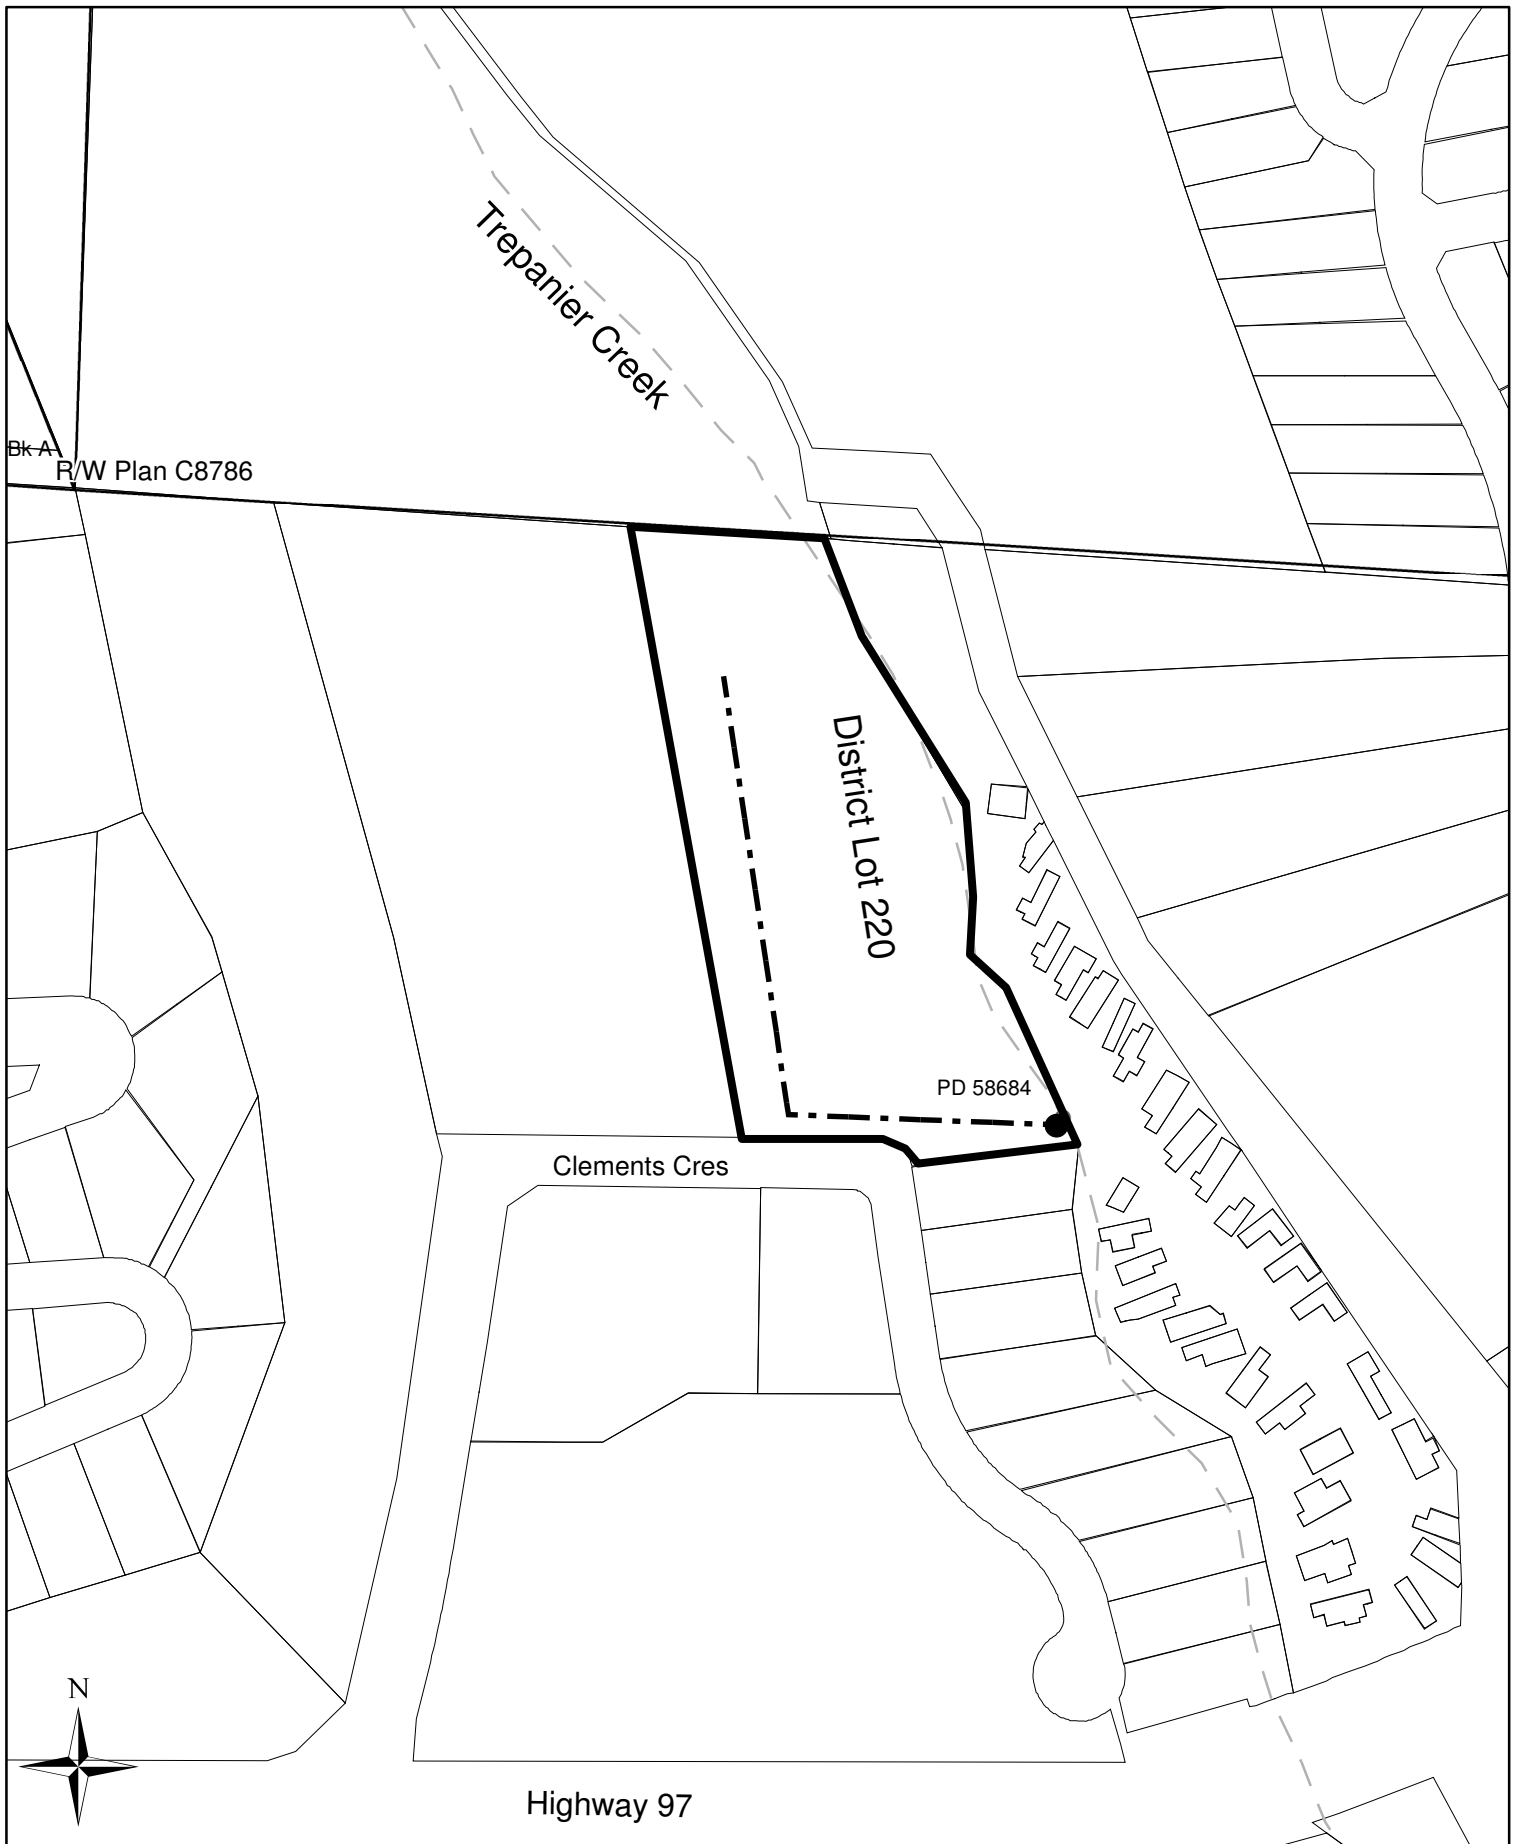 Trepanier Creek
Bk A
R/W Plan C8786
District Lot 220
PD 58684
Clements Cres
N
Highway 97